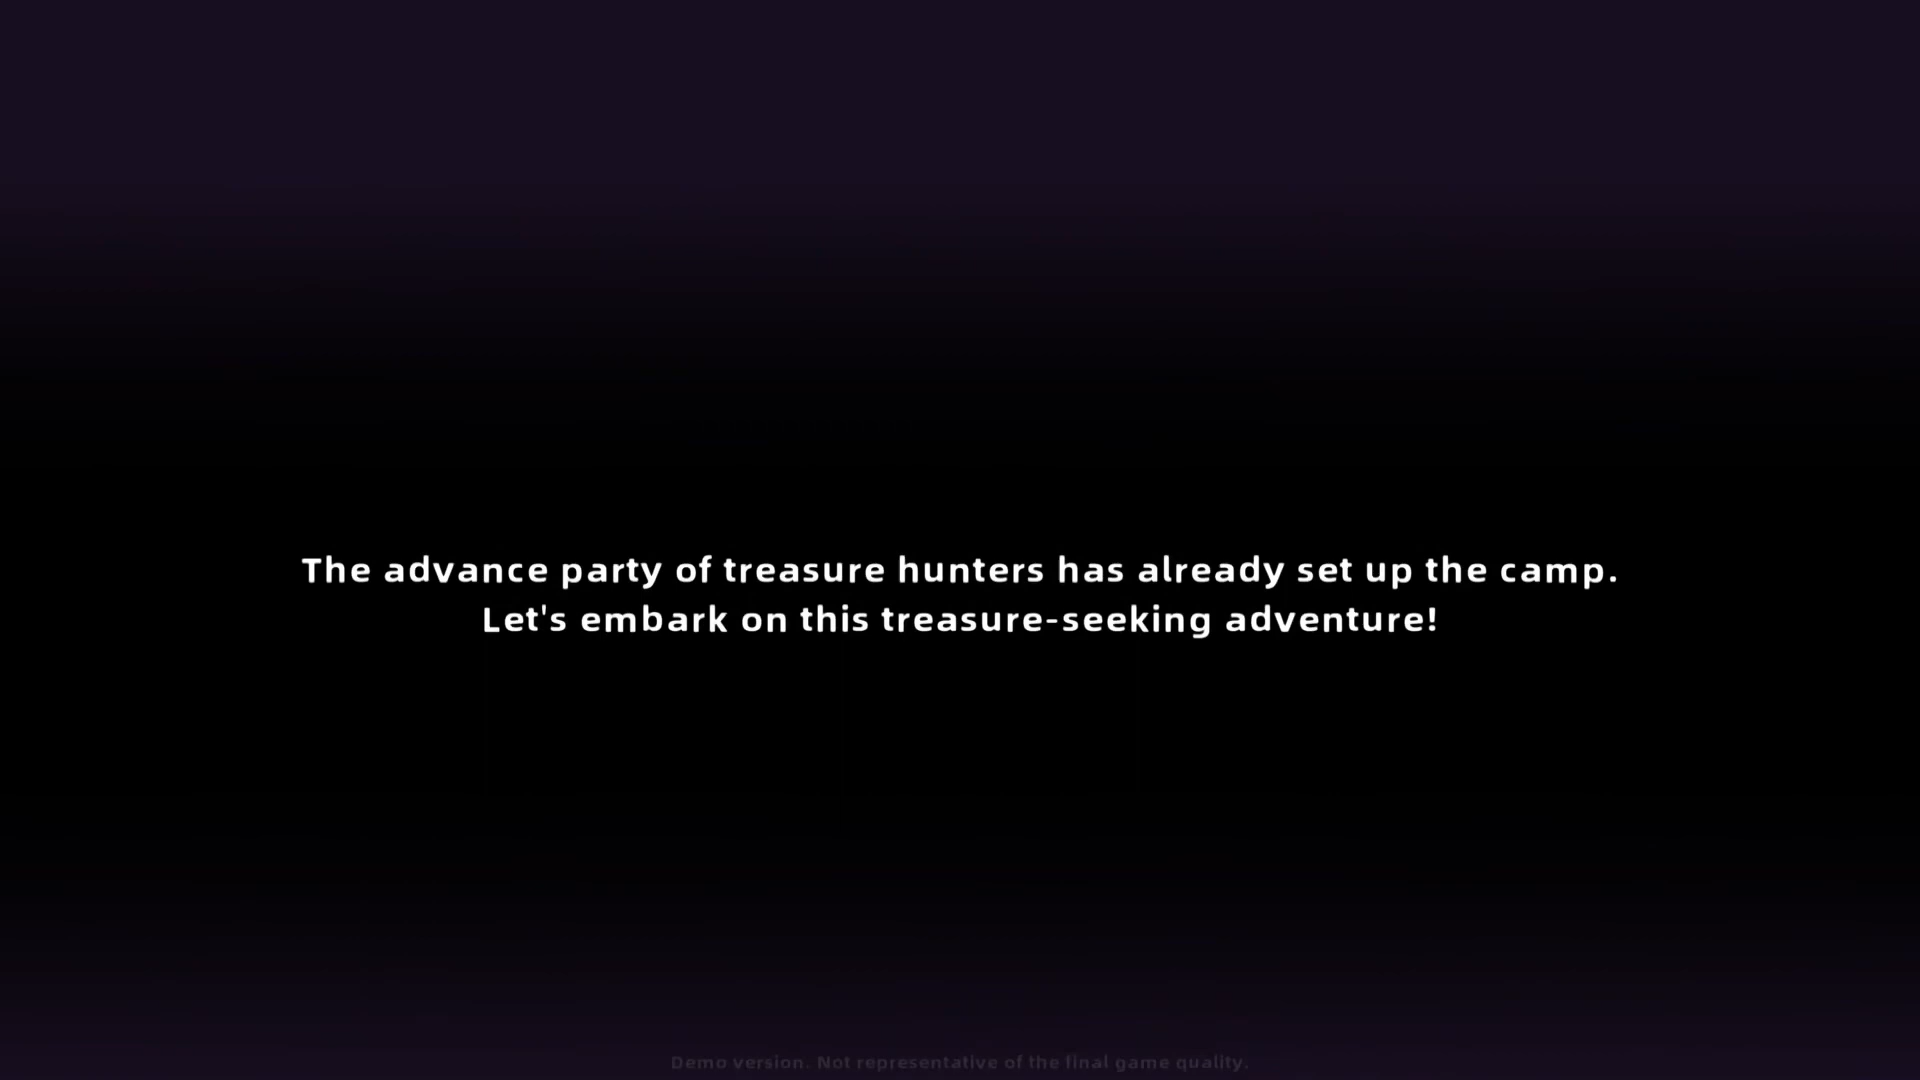 The advance party of treasure hunters has already set up the camp.
Let's embark on this treasure-seeking adventure!
Demo version. Not representative of the final game quality.